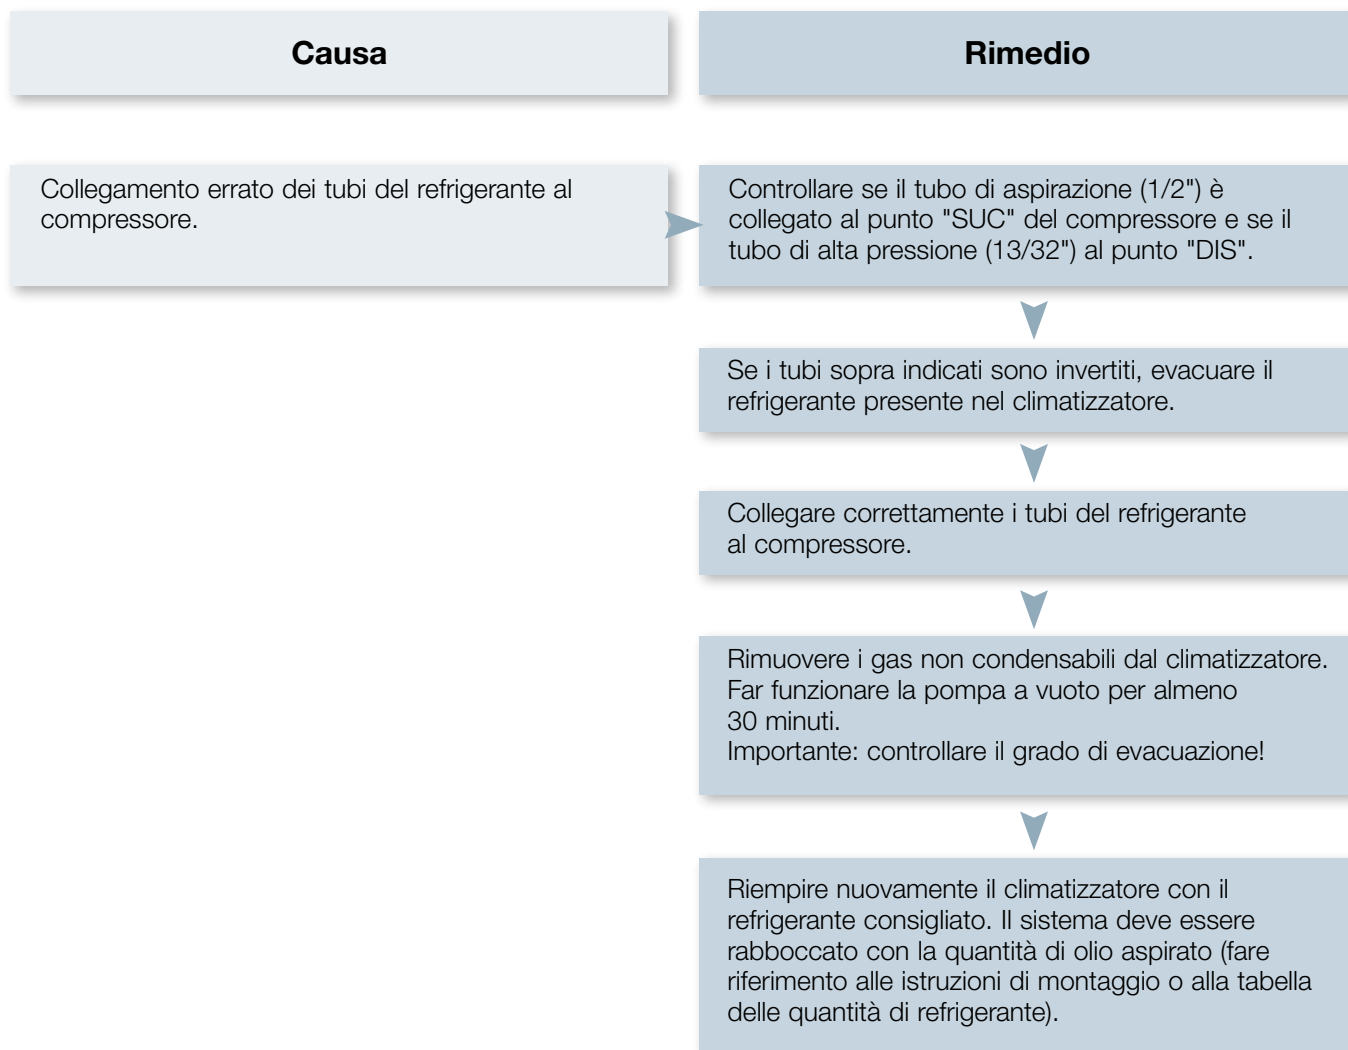 Causa
Rimedio
Collegamento errato dei tubi del refrigerante al
compressore.
Controllare se il tubo di aspirazione (1/2") è
collegato al punto "SUC" del compressore e se il
tubo di alta pressione (13/32") al punto "DIS".
Se i tubi sopra indicati sono invertiti, evacuare il
refrigerante presente nel climatizzatore.
Collegare correttamente i tubi del refrigerante
al compressore.
Rimuovere i gas non condensabili dal climatizzatore.
Far funzionare la pompa a vuoto per almeno
30 minuti.
Importante: controllare il grado di evacuazione!
Riempire nuovamente il climatizzatore con il
refrigerante consigliato. Il sistema deve essere
rabboccato con la quantità di olio aspirato (fare
riferimento alle istruzioni di montaggio o alla tabella
delle quantità di refrigerante).